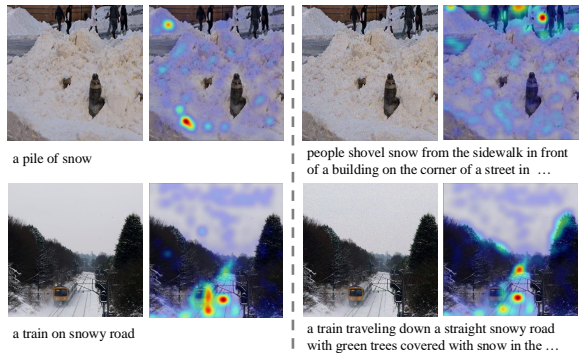 a pile of snow
people shovel snow from the sidewalk in front
of a building on the corner of a street in …
a train on snowy road
a train traveling down a straight snowy road
with green trees covered with snow in the …